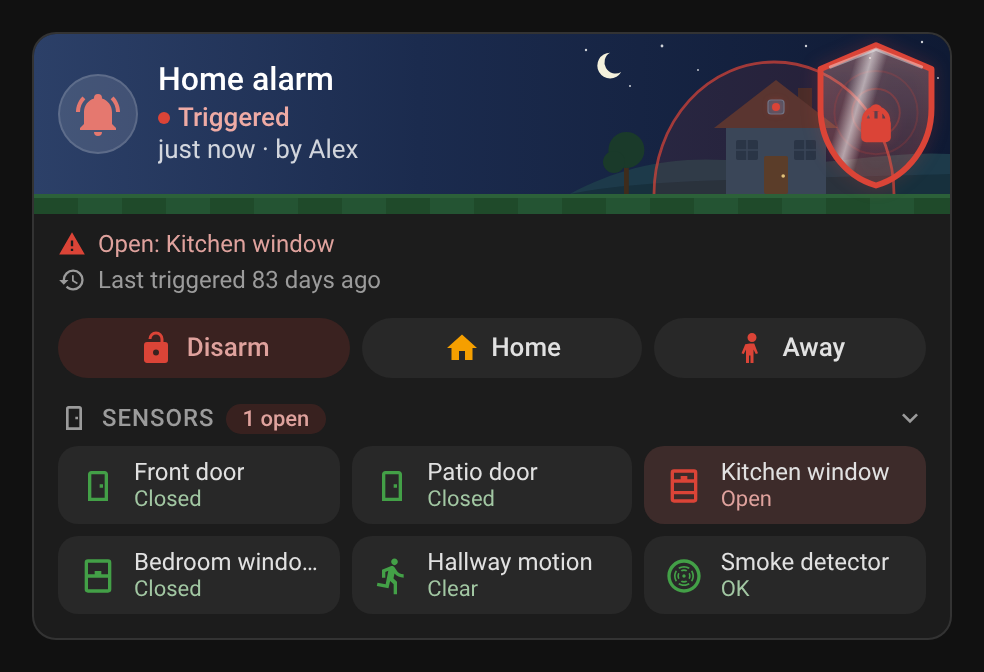 Home alarm
Triggered
just now · by Alex
Open: Kitchen window
Last triggered 83 days ago
Disarm
Home
Away
SENSORS
1 open
Front door
Closed
Patio door
Closed
Kitchen window
Open
Bedroom windo...
Closed
Hallway motion
Clear
Smoke detector
OK